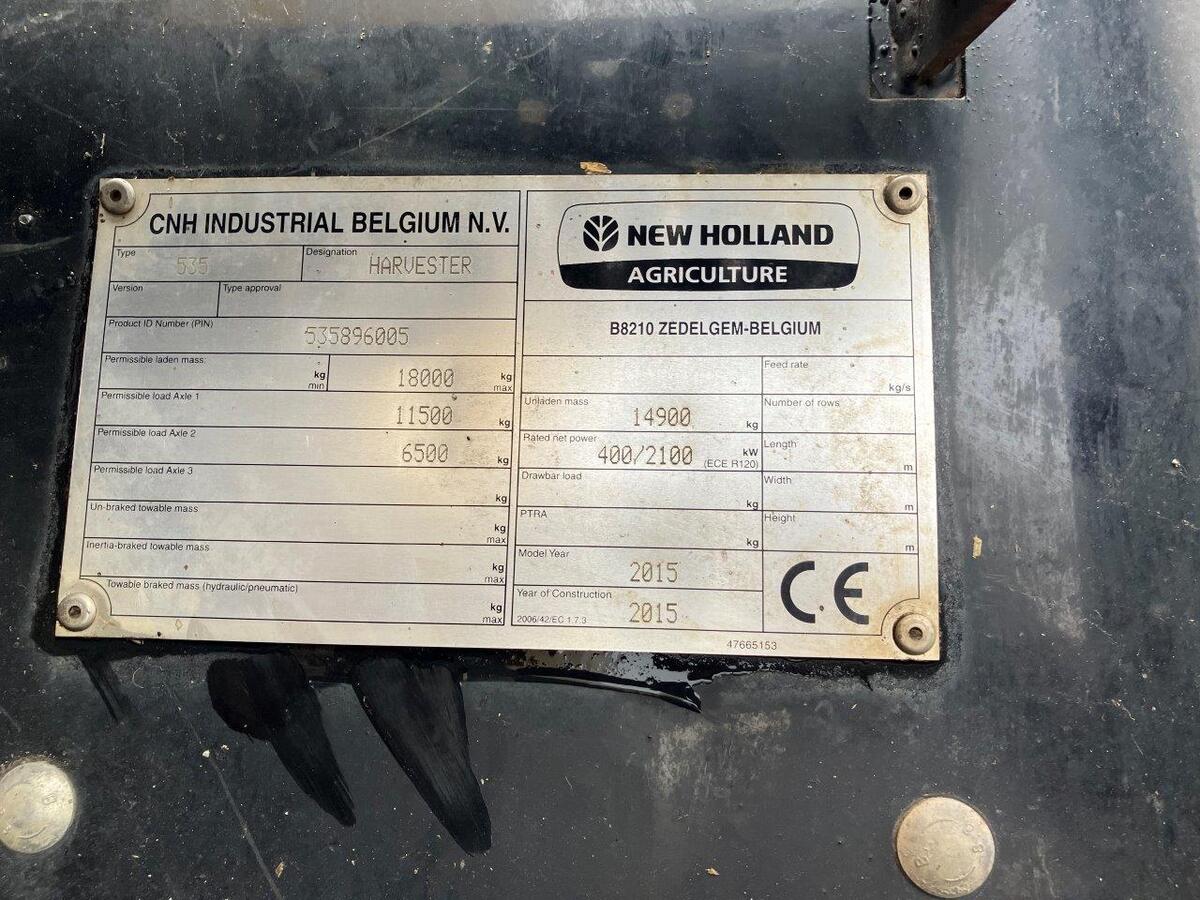 CNH INDUSTRIAL BELGIUM N.V.
Type 535 Designation HARVESTER
Version Type approval
Product ID Number (PIN) 535896005
Permissible laden mass: kg min 18000 kg max
Permissible load Axle 1 11500 kg
Permissible load Axle 2 6500 kg
Permissible load Axle 3 kg
Un-braked towable mass kg max
Inertia-braked towable mass kg max
Towable braked mass (hydraulic/pneumatic) kg max
NEW HOLLAND
AGRICULTURE
B8210 ZEDELGEM-BELGIUM
Feed rate kg/s
Unladen mass 14900 kg Number of rows
Rated net power 400/2100 kW (ECE R120) Length m
Drawbar load kg Width m
PTRA kg Height m
Model Year 2015
Year of Construction 2015
2006/42/EC 1.7.3
CE
47665153